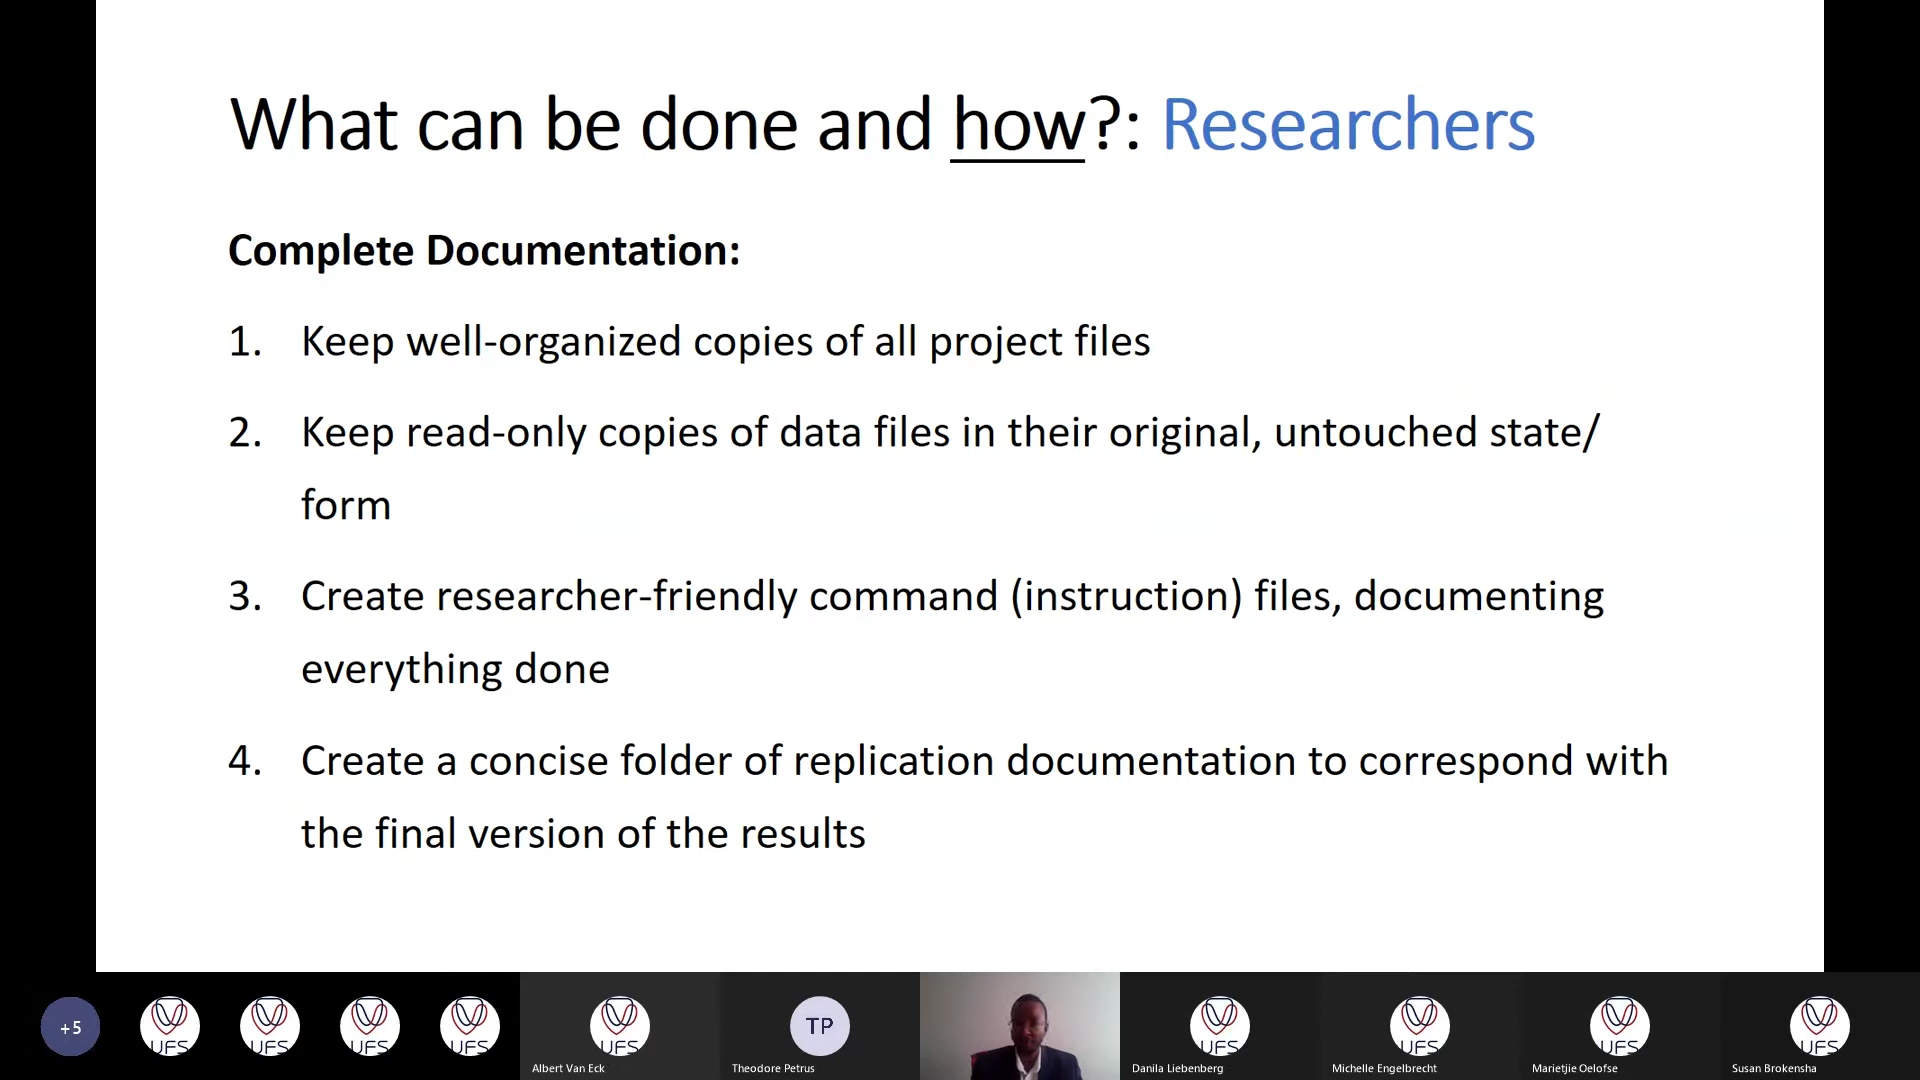 What can be done and how?: Researchers
Complete Documentation:
1. Keep well-organized copies of all project files
2. Keep read-only copies of data files in their original, untouched state/
form
3. Create researcher-friendly command (instruction) files, documenting
everything done
4. Create a concise folder of replication documentation to correspond with
the final version of the results
+5
UFS
UFS
UFS
UFS
UFS
TP
UFS
UFS
UFS
UFS
Albert Van Eck
Theodore Petrus
Danila Liebenberg
Michelle Engelbrecht
Marietjie Oelofse
Susan Brokensha